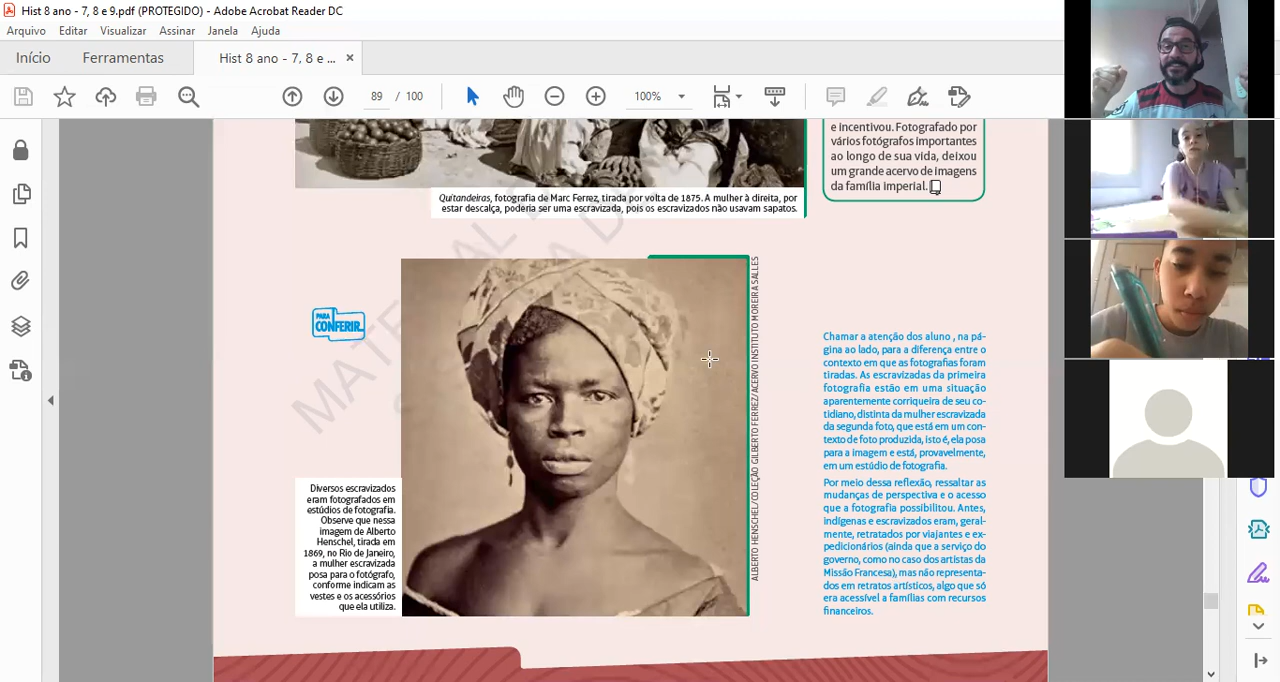 Hist 8 ano - 7, 8 e 9.pdf (PROTEGIDO) - Adobe Acrobat Reader DC
Arquivo Editar Visualizar Assinar Janela Ajuda
Início Ferramentas Hist 8 ano - 7, 8 e ... ×
89 / 100 100%
e incentivou. Fotografado por
vários fotógrafos importantes
ao longo de sua vida, deixou
um grande acervo de imagens
da família imperial.
Quitandeiras, fotografia de Marc Ferrez, tirada por volta de 1875. A mulher à direita, por
estar descalça, poderia ser uma escravizada, pois os escravizados não usavam sapatos.
PARA
CONFERIR
ALBERTO HENSCHEL/COLEÇÃO GILBERTO FERREZ/ACERVO INSTITUTO MOREIRA SALLES
Diversos escravizados
eram fotografados em
estúdios de fotografia.
Observe que nessa
imagem de Alberto
Henschel, tirada em
1869, no Rio de Janeiro,
a mulher escravizada
posa para o fotógrafo,
conforme indicam as
vestes e os acessórios
que ela utiliza.
Chamar a atenção dos aluno , na pá-
gina ao lado, para a diferença entre o
contexto em que as fotografias foram
tiradas. As escravizadas da primeira
fotografia estão em uma situação
aparentemente corriqueira de seu co-
tidiano, distinta da mulher escravizada
da segunda foto, que está em um con-
texto de foto produzida, isto é, ela posa
para a imagem e está, provavelmente,
em um estúdio de fotografia.
Por meio dessa reflexão, ressaltar as
mudanças de perspectiva e o acesso
que a fotografia possibilitou. Antes,
indígenas e escravizados eram, geral-
mente, retratados por viajantes e ex-
pedicionários (ainda que a serviço do
governo, como no caso dos artistas da
Missão Francesa), mas não representa-
dos em retratos artísticos, algo que só
era acessível a famílias com recursos
financeiros.